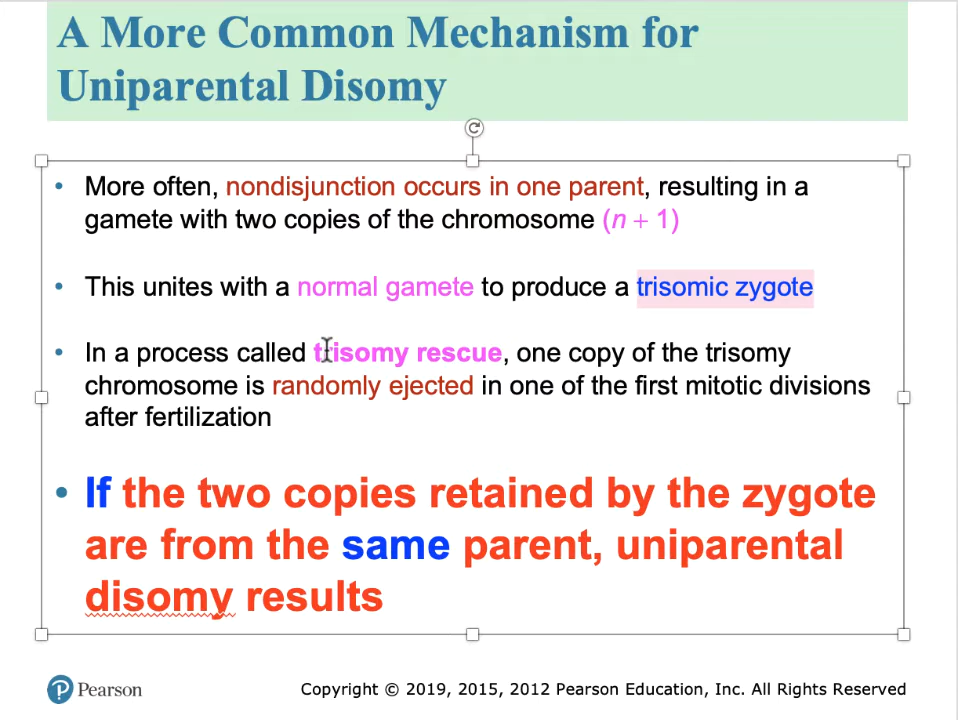 A More Common Mechanism for
Uniparental Disomy
• More often, nondisjunction occurs in one parent, resulting in a
gamete with two copies of the chromosome (n + 1)
• This unites with a normal gamete to produce a trisomic zygote
• In a process called trisomy rescue, one copy of the trisomy
chromosome is randomly ejected in one of the first mitotic divisions
after fertilization
• If the two copies retained by the zygote
are from the same parent, uniparental
disomy results
P Pearson
Copyright © 2019, 2015, 2012 Pearson Education, Inc. All Rights Reserved